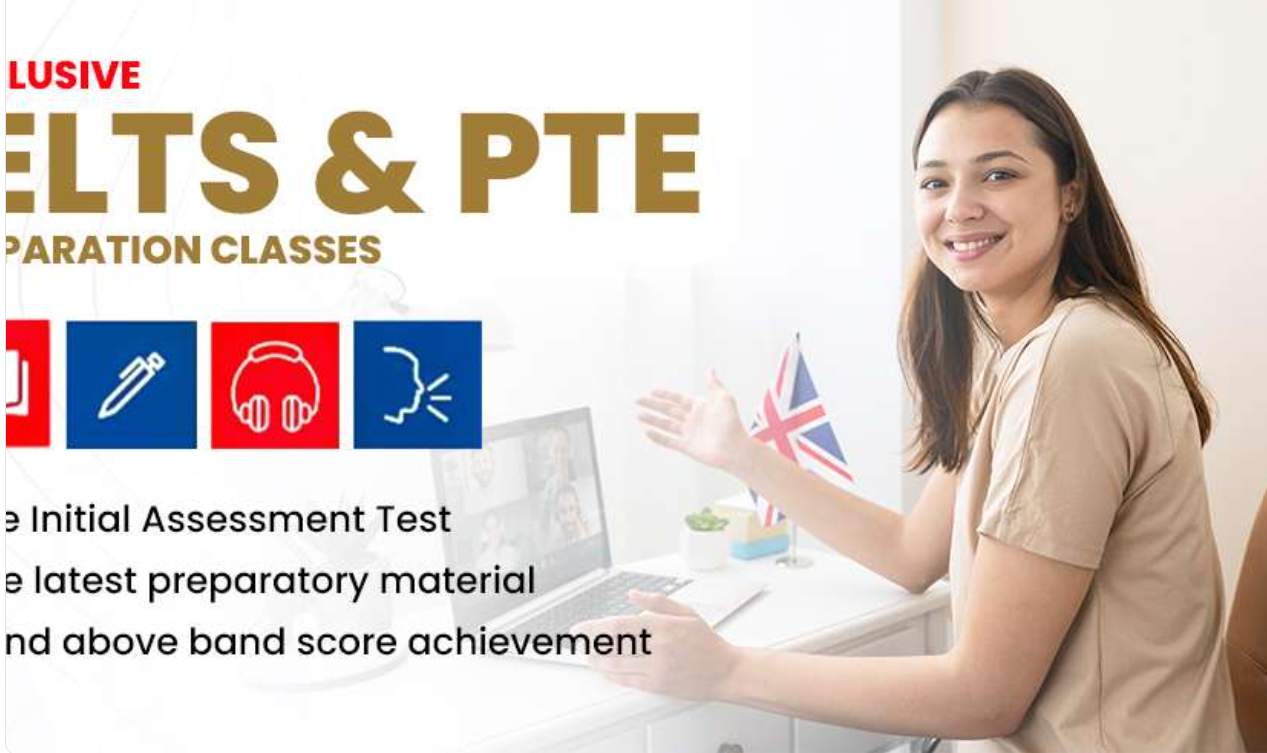 LUSIVE
ELTS & PTE
PARATION CLASSES
e Initial Assessment Test
e latest preparatory material
nd above band score achievement